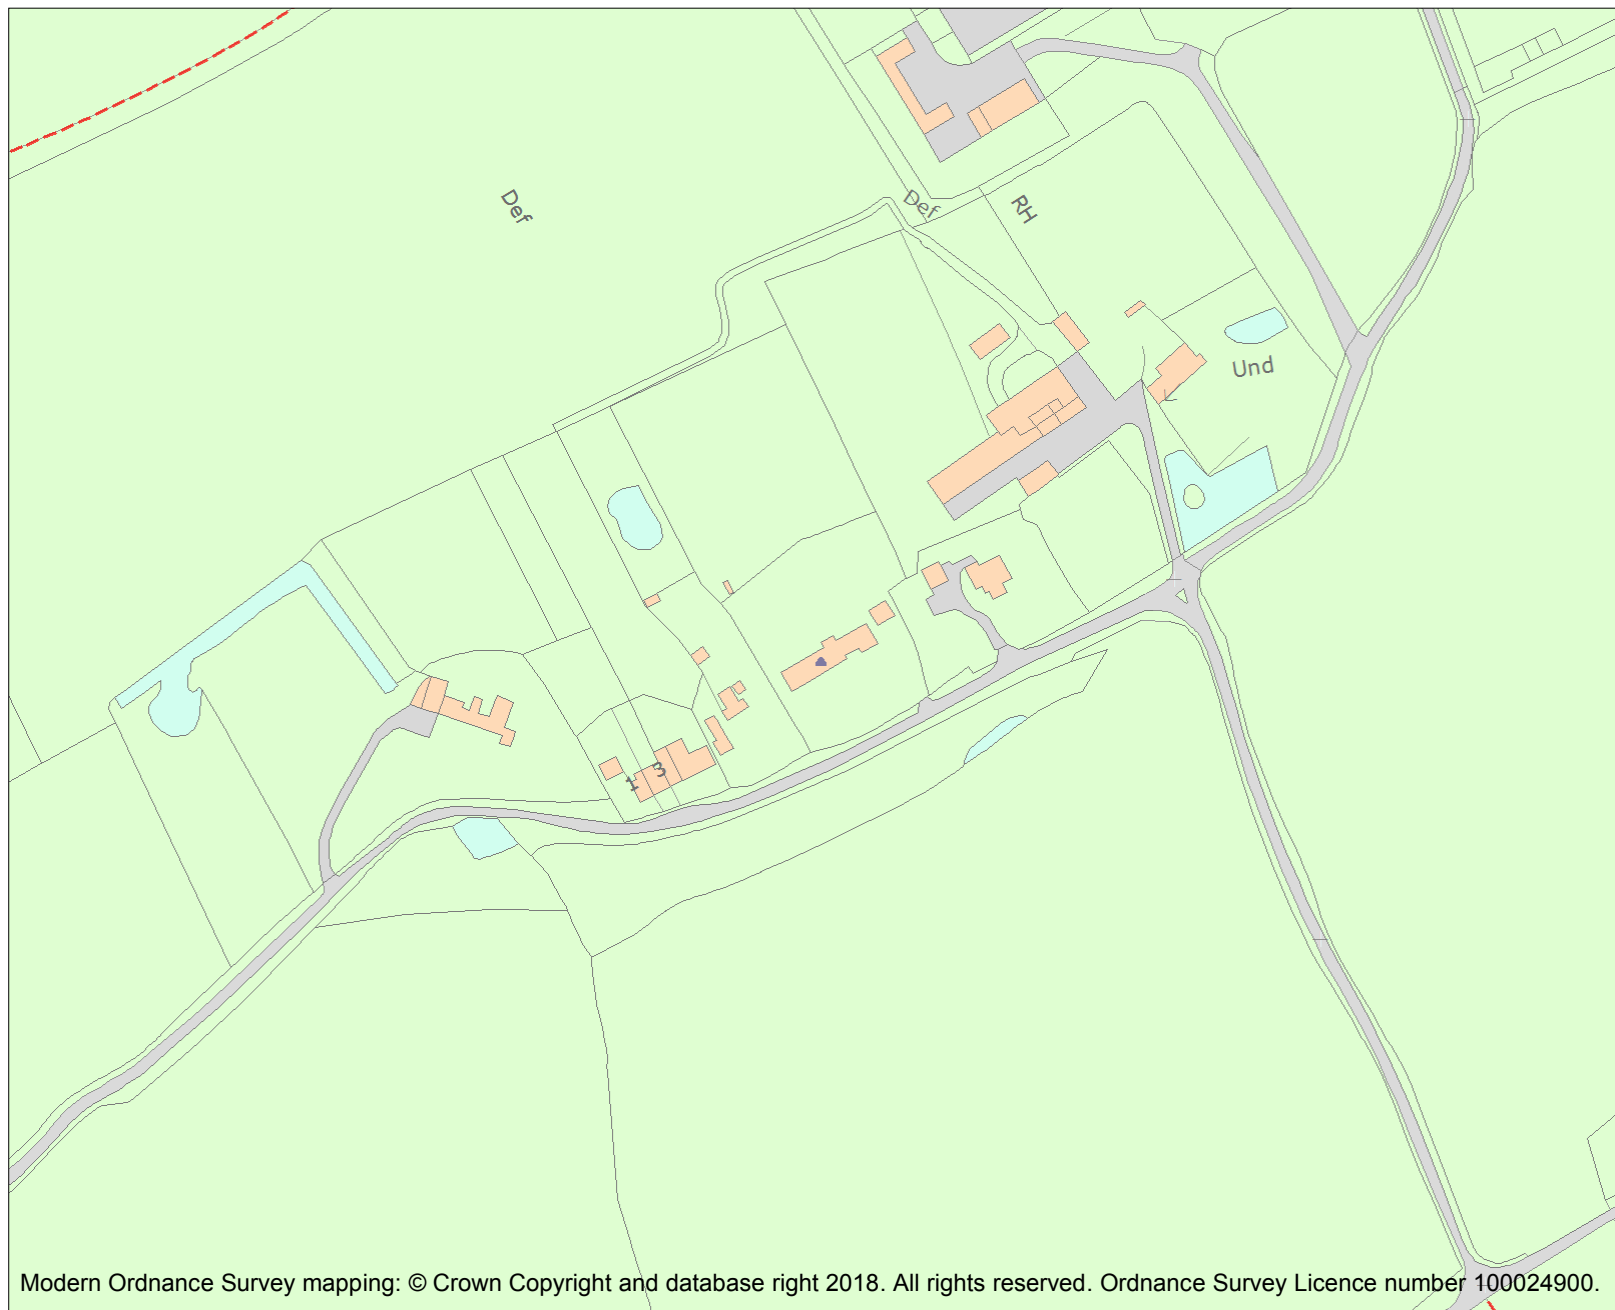 Def
Def
RH
Und
3
1
Modern Ordnance Survey mapping: © Crown Copyright and database right 2018. All rights reserved. Ordnance Survey Licence number 100024900.